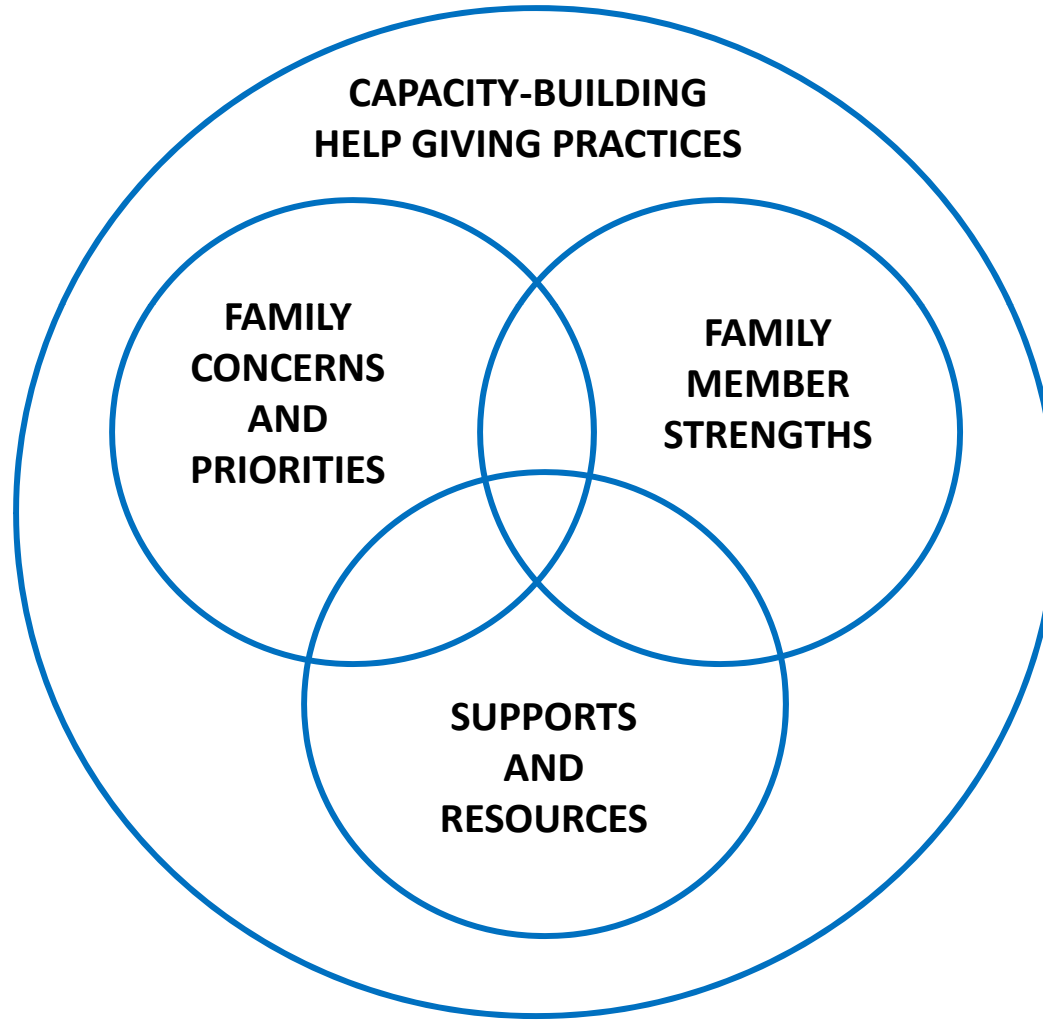 CAPACITY-BUILDING
HELP GIVING PRACTICES
FAMILY
CONCERNS
AND
PRIORITIES
FAMILY
MEMBER
STRENGTHS
SUPPORTS
AND
RESOURCES